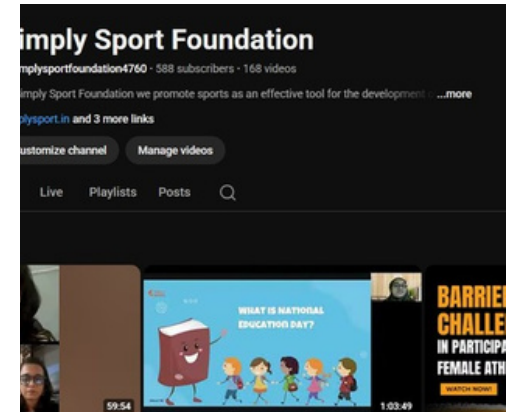 imply Sport Foundation
mplysportfoundation4760 · 588 subscribers · 168 videos
imply Sport Foundation we promote sports as an effective tool for the development ...more
plysport.in and 3 more links
ustomize channel Manage videos
Live Playlists Posts
WHAT IS NATIONAL
EDUCATION DAY?
59:54
1:03:49
BARRIE
CHALLE
IN PARTICIPA
FEMALE ATH
WATCH NOW!